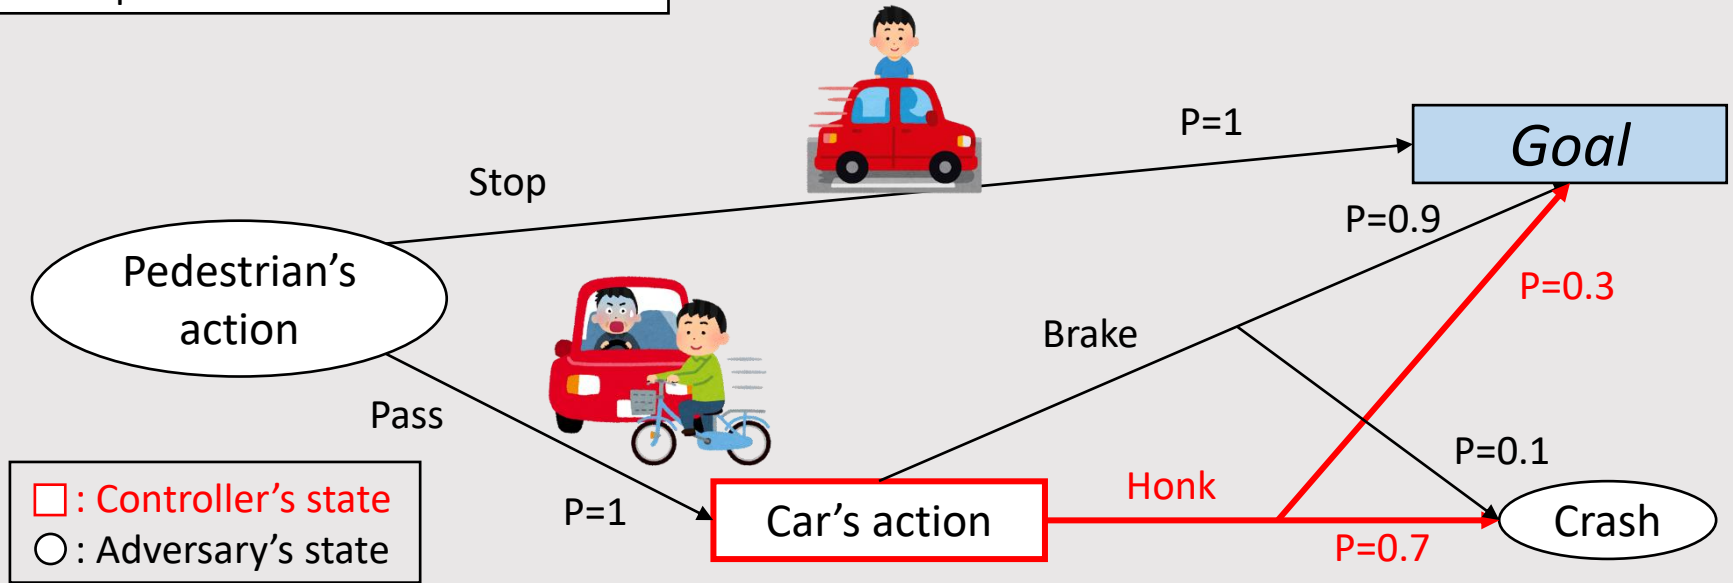 P=1
Goal
Stop
P=0.9
Pedestrian's
action
P=0.3
Brake
Pass
P=0.1
Honk
□ : Controller's state
P=1
Car's action
Crash
○ : Adversary's state
P=0.7